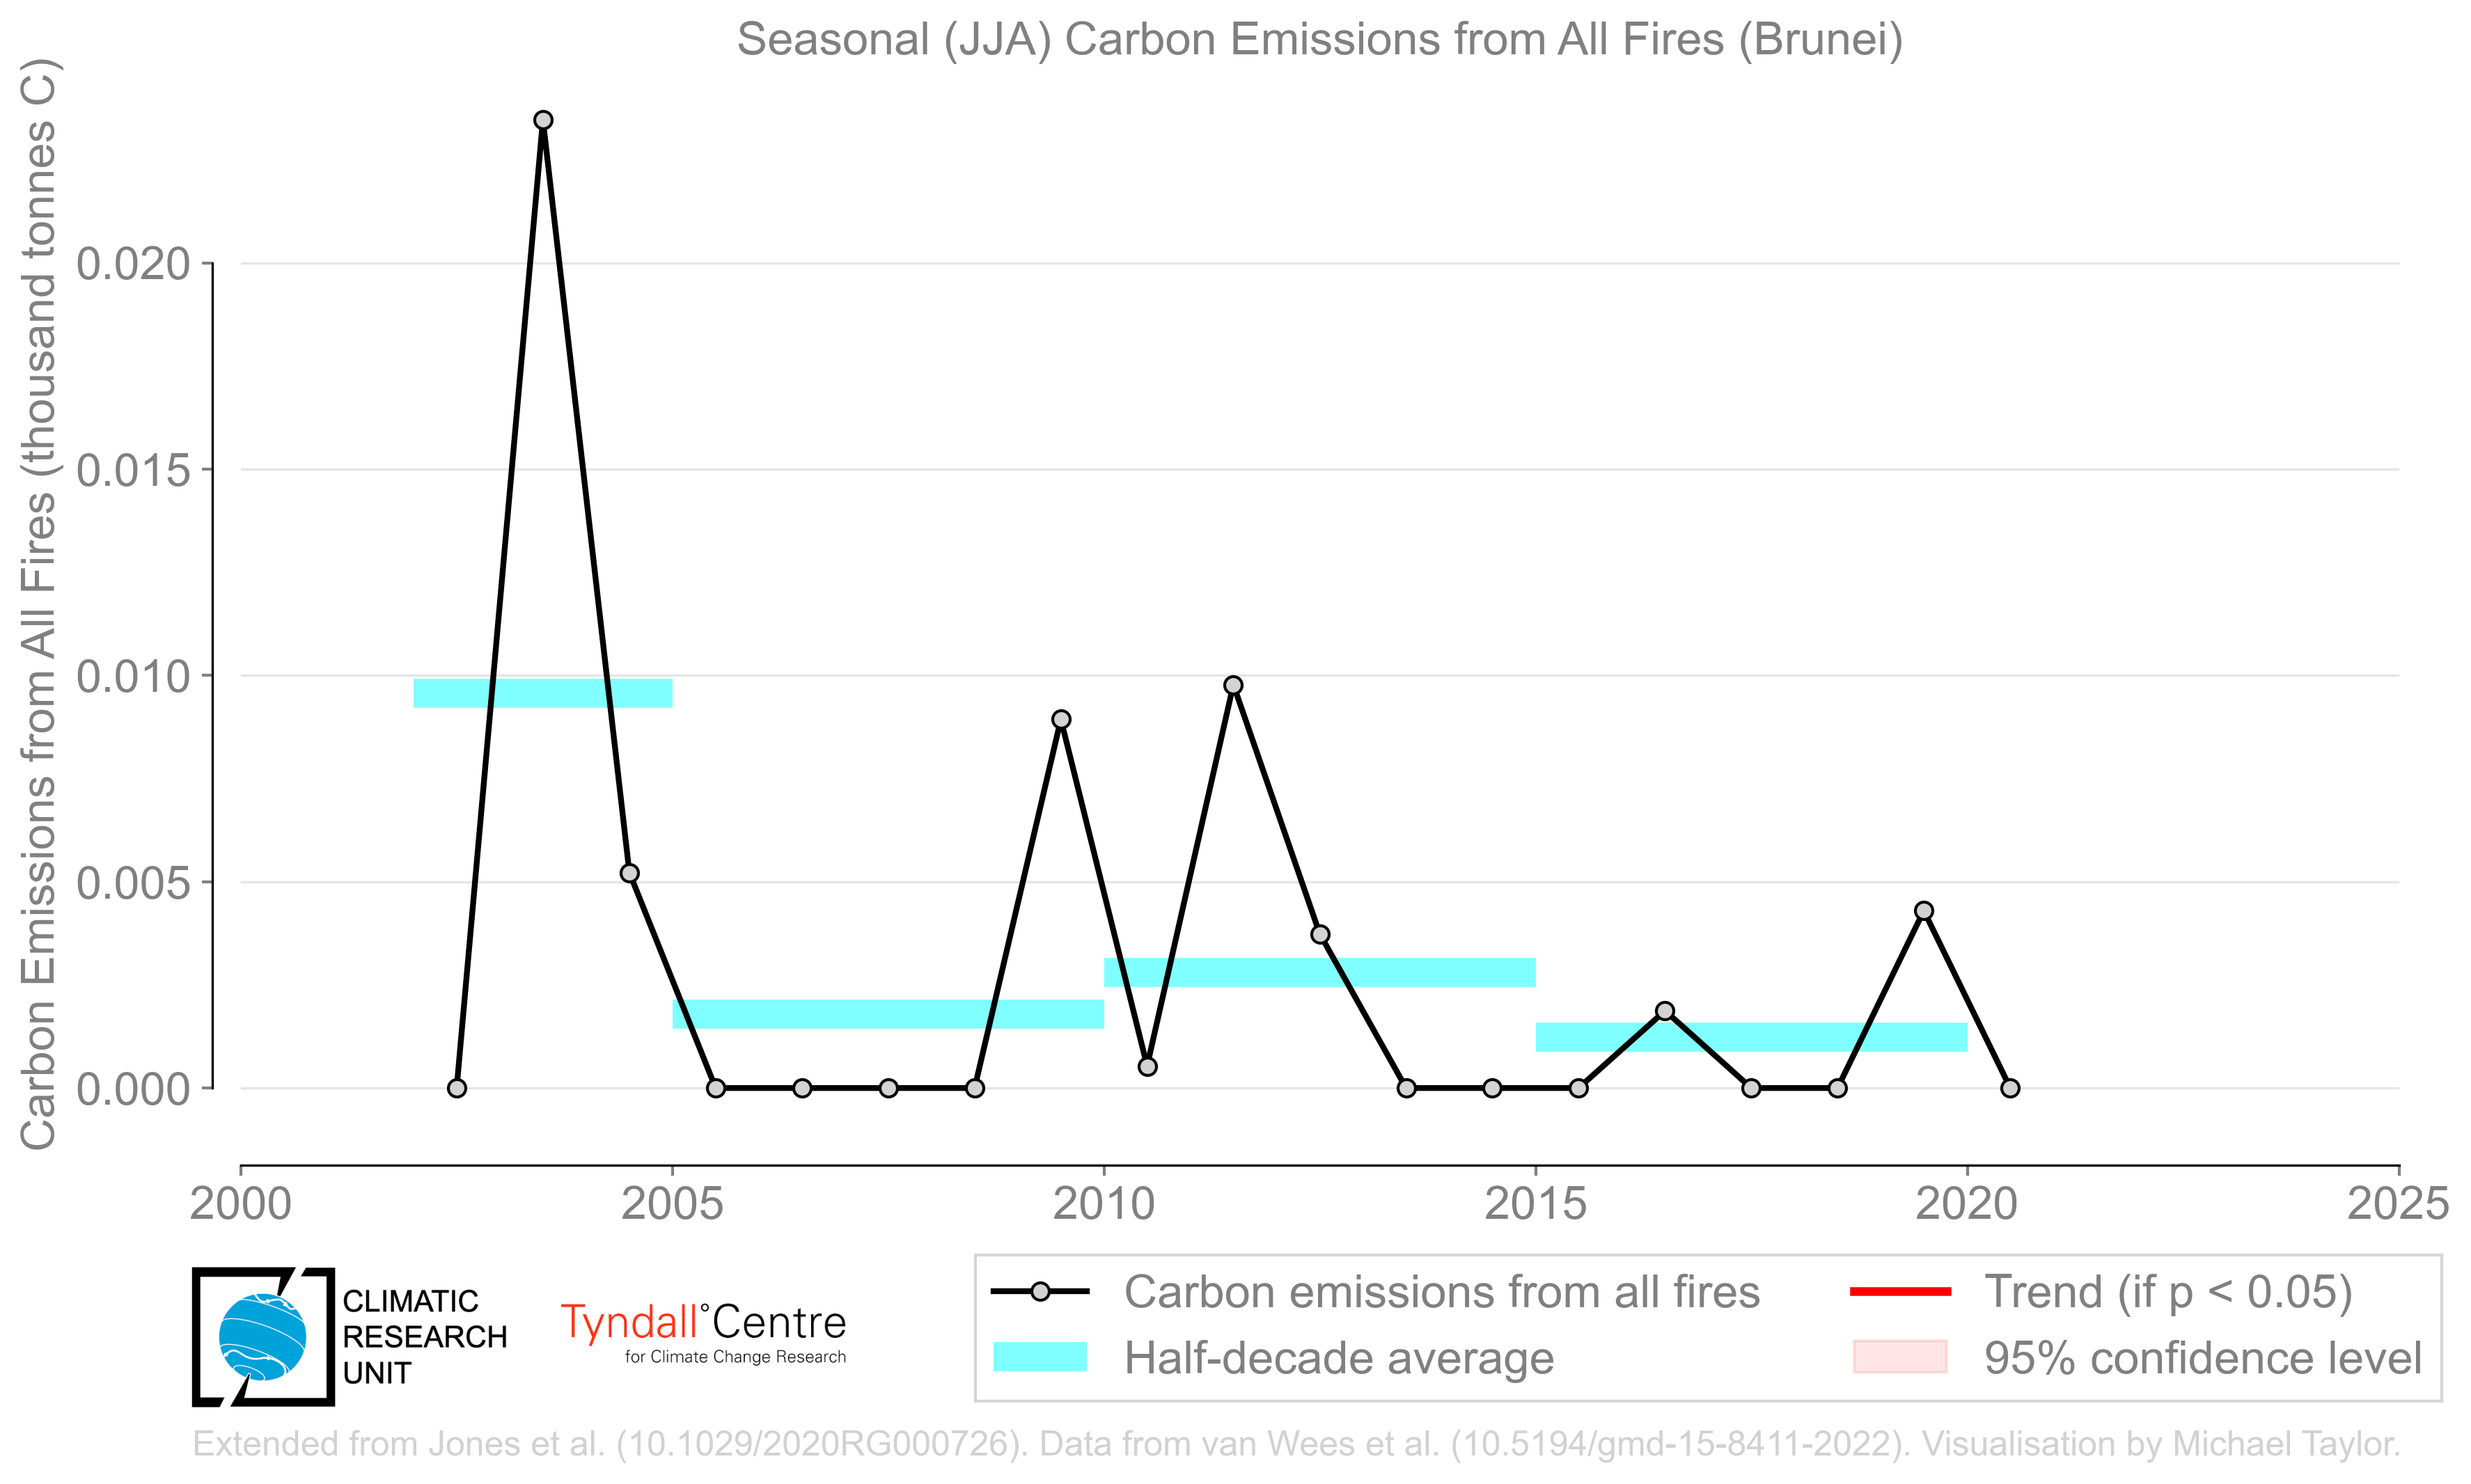 Seasonal (JJA) Carbon Emissions from All Fires (Brunei)
Carbon Emissions from All Fires (thousand tonnes C)
0.020
0.015
0.010
0.005
0.000
2000 2005 2010 2015 2020 2025
CLIMATIC
RESEARCH
UNIT
Tyndall°Centre
for Climate Change Research
Carbon emissions from all fires
Half-decade average
Trend (if p < 0.05)
95% confidence level
Extended from Jones et al. (10.1029/2020RG000726). Data from van Wees et al. (10.5194/gmd-15-8411-2022). Visualisation by Michael Taylor.